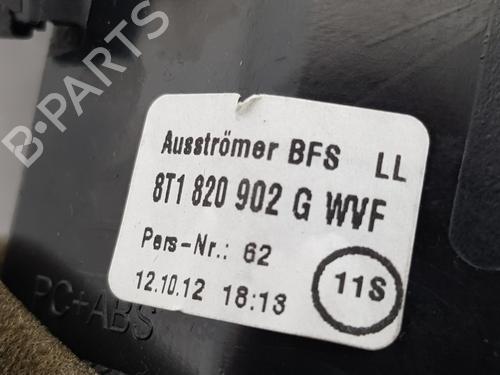 B-PARTS
Ausströmer BFS LL
8T1 820 902 G WVF
Pers-Nr.: 62
12.10.12 18:13
11S
PC+ABS